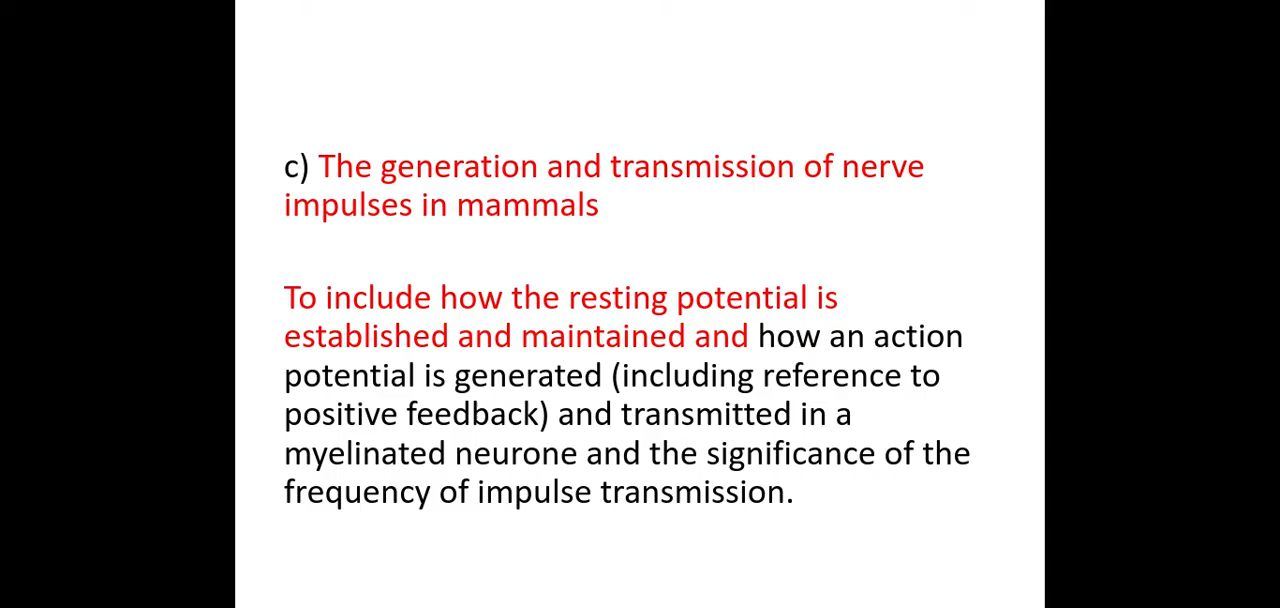 c) The generation and transmission of nerve
impulses in mammals
To include how the resting potential is
established and maintained and how an action
potential is generated (including reference to
positive feedback) and transmitted in a
myelinated neurone and the significance of the
frequency of impulse transmission.